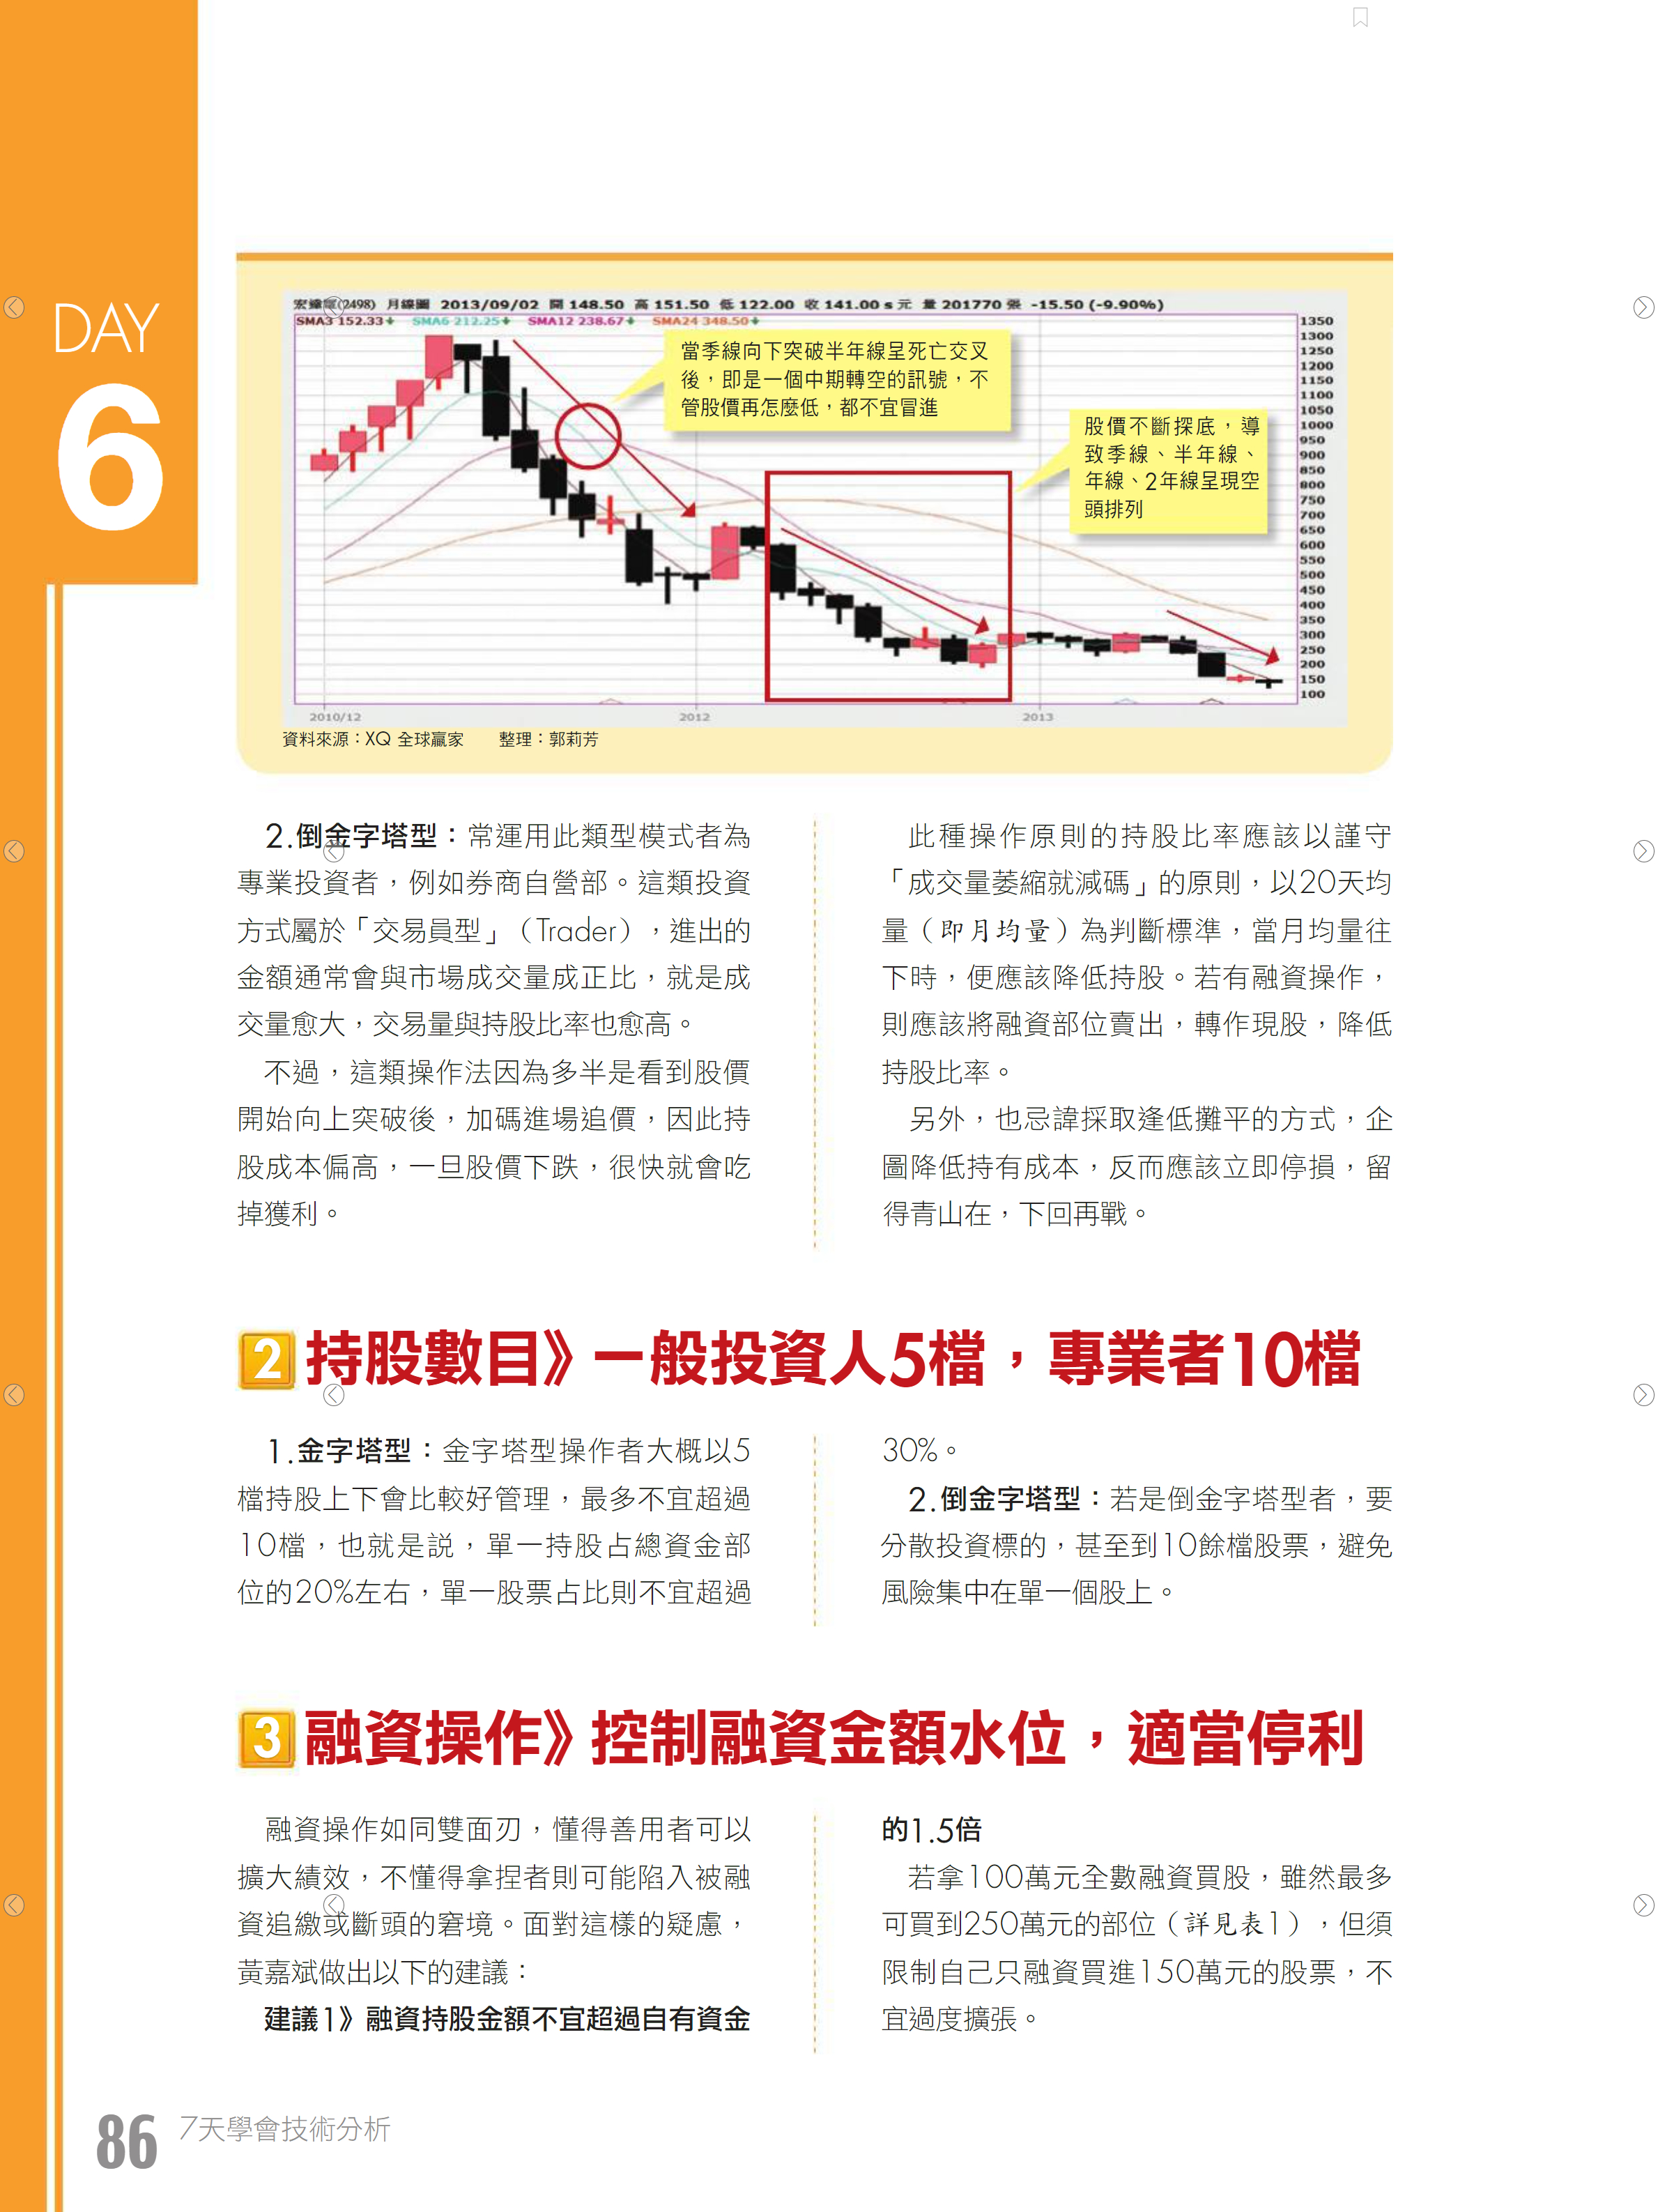 DAY
6
宏達電(2498) 月線圖 2013/09/02 開 148.50 高 151.50 低 122.00 收 141.00 s 元 量 201770 張 -15.50 (-9.90%)
SMA3 152.33↓ SMA6 212.25↓ SMA12 238.67↓ SMA24 348.50↓
當季線向下突破半年線呈死亡交叉
後，即是一個中期轉空的訊號，不
管股價再怎麼低，都不宜冒進
股價不斷探底，導
致季線、半年線、
年線、2年線呈現空
頭排列
1350
1300
1250
1200
1150
1100
1050
1000
950
900
850
800
750
700
650
600
550
500
450
400
350
300
250
200
150
100
2010/12 2012 2013
資料來源：XQ 全球贏家 整理：郭莉芳
2.倒金字塔型：常運用此類型模式者為
專業投資者，例如券商自營部。這類投資
方式屬於「交易員型」（Trader），進出的
金額通常會與市場成交量成正比，就是成
交量愈大，交易量與持股比率也愈高。
不過，這類操作法因為多半是看到股價
開始向上突破後，加碼進場追價，因此持
股成本偏高，一旦股價下跌，很快就會吃
掉獲利。
此種操作原則的持股比率應該以謹守
「成交量萎縮就減碼」的原則，以20天均
量（即月均量）為判斷標準，當月均量往
下時，便應該降低持股。若有融資操作，
則應該將融資部位賣出，轉作現股，降低
持股比率。
另外，也忌諱採取逢低攤平的方式，企
圖降低持有成本，反而應該立即停損，留
得青山在，下回再戰。
2 持股數目》一般投資人5檔，專業者10檔
1.金字塔型：金字塔型操作者大概以5
檔持股上下會比較好管理，最多不宜超過
10檔，也就是說，單一持股占總資金部
位的20%左右，單一股票占比則不宜超過
30%。
2.倒金字塔型：若是倒金字塔型者，要
分散投資標的，甚至到10餘檔股票，避免
風險集中在單一個股上。
3 融資操作》控制融資金額水位，適當停利
融資操作如同雙面刃，懂得善用者可以
擴大績效，不懂得拿捏者則可能陷入被融
資追繳或斷頭的窘境。面對這樣的疑慮，
黃嘉斌做出以下的建議：
建議1》融資持股金額不宜超過自有資金
的1.5倍
若拿100萬元全數融資買股，雖然最多
可買到250萬元的部位（詳見表1），但須
限制自己只融資買進150萬元的股票，不
宜過度擴張。
86 7天學會技術分析